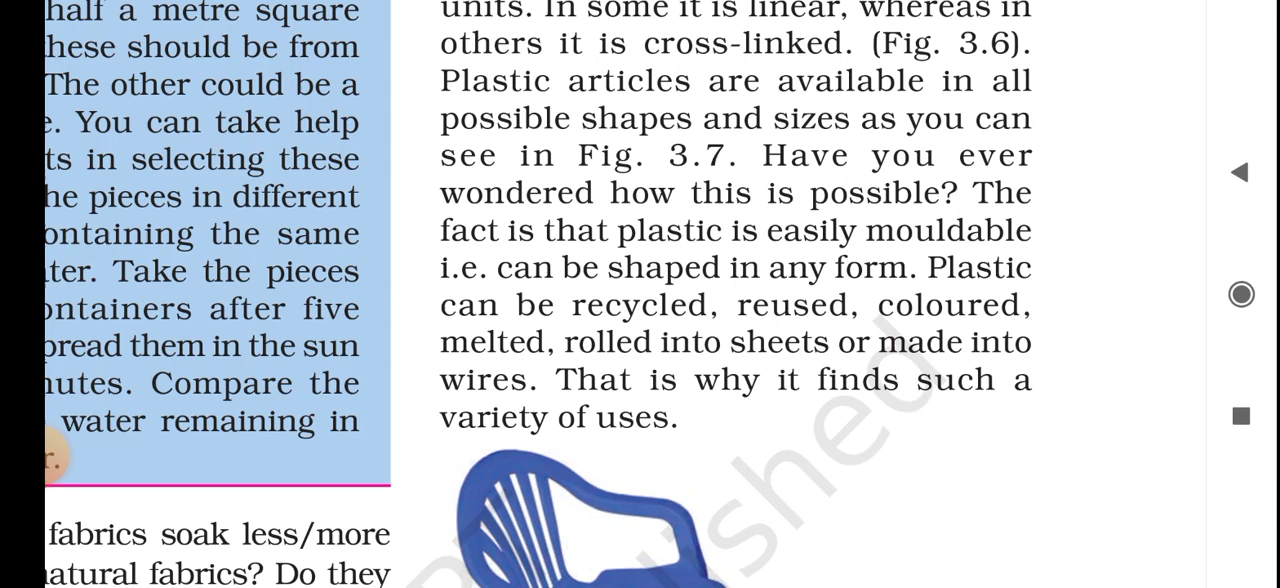 half a metre square
hese should be from
The other could be a
e. You can take help
ts in selecting these
he pieces in different
ontaining the same
ter. Take the pieces
ontainers after five
pread them in the sun
nutes. Compare the
water remaining in
r.
fabrics soak less/more
natural fabrics? Do they
units. In some it is linear, whereas in
others it is cross-linked. (Fig. 3.6).
Plastic articles are available in all
possible shapes and sizes as you can
see in Fig. 3.7. Have you ever
wondered how this is possible? The
fact is that plastic is easily mouldable
i.e. can be shaped in any form. Plastic
can be recycled, reused, coloured,
melted, rolled into sheets or made into
wires. That is why it finds such a
variety of uses.